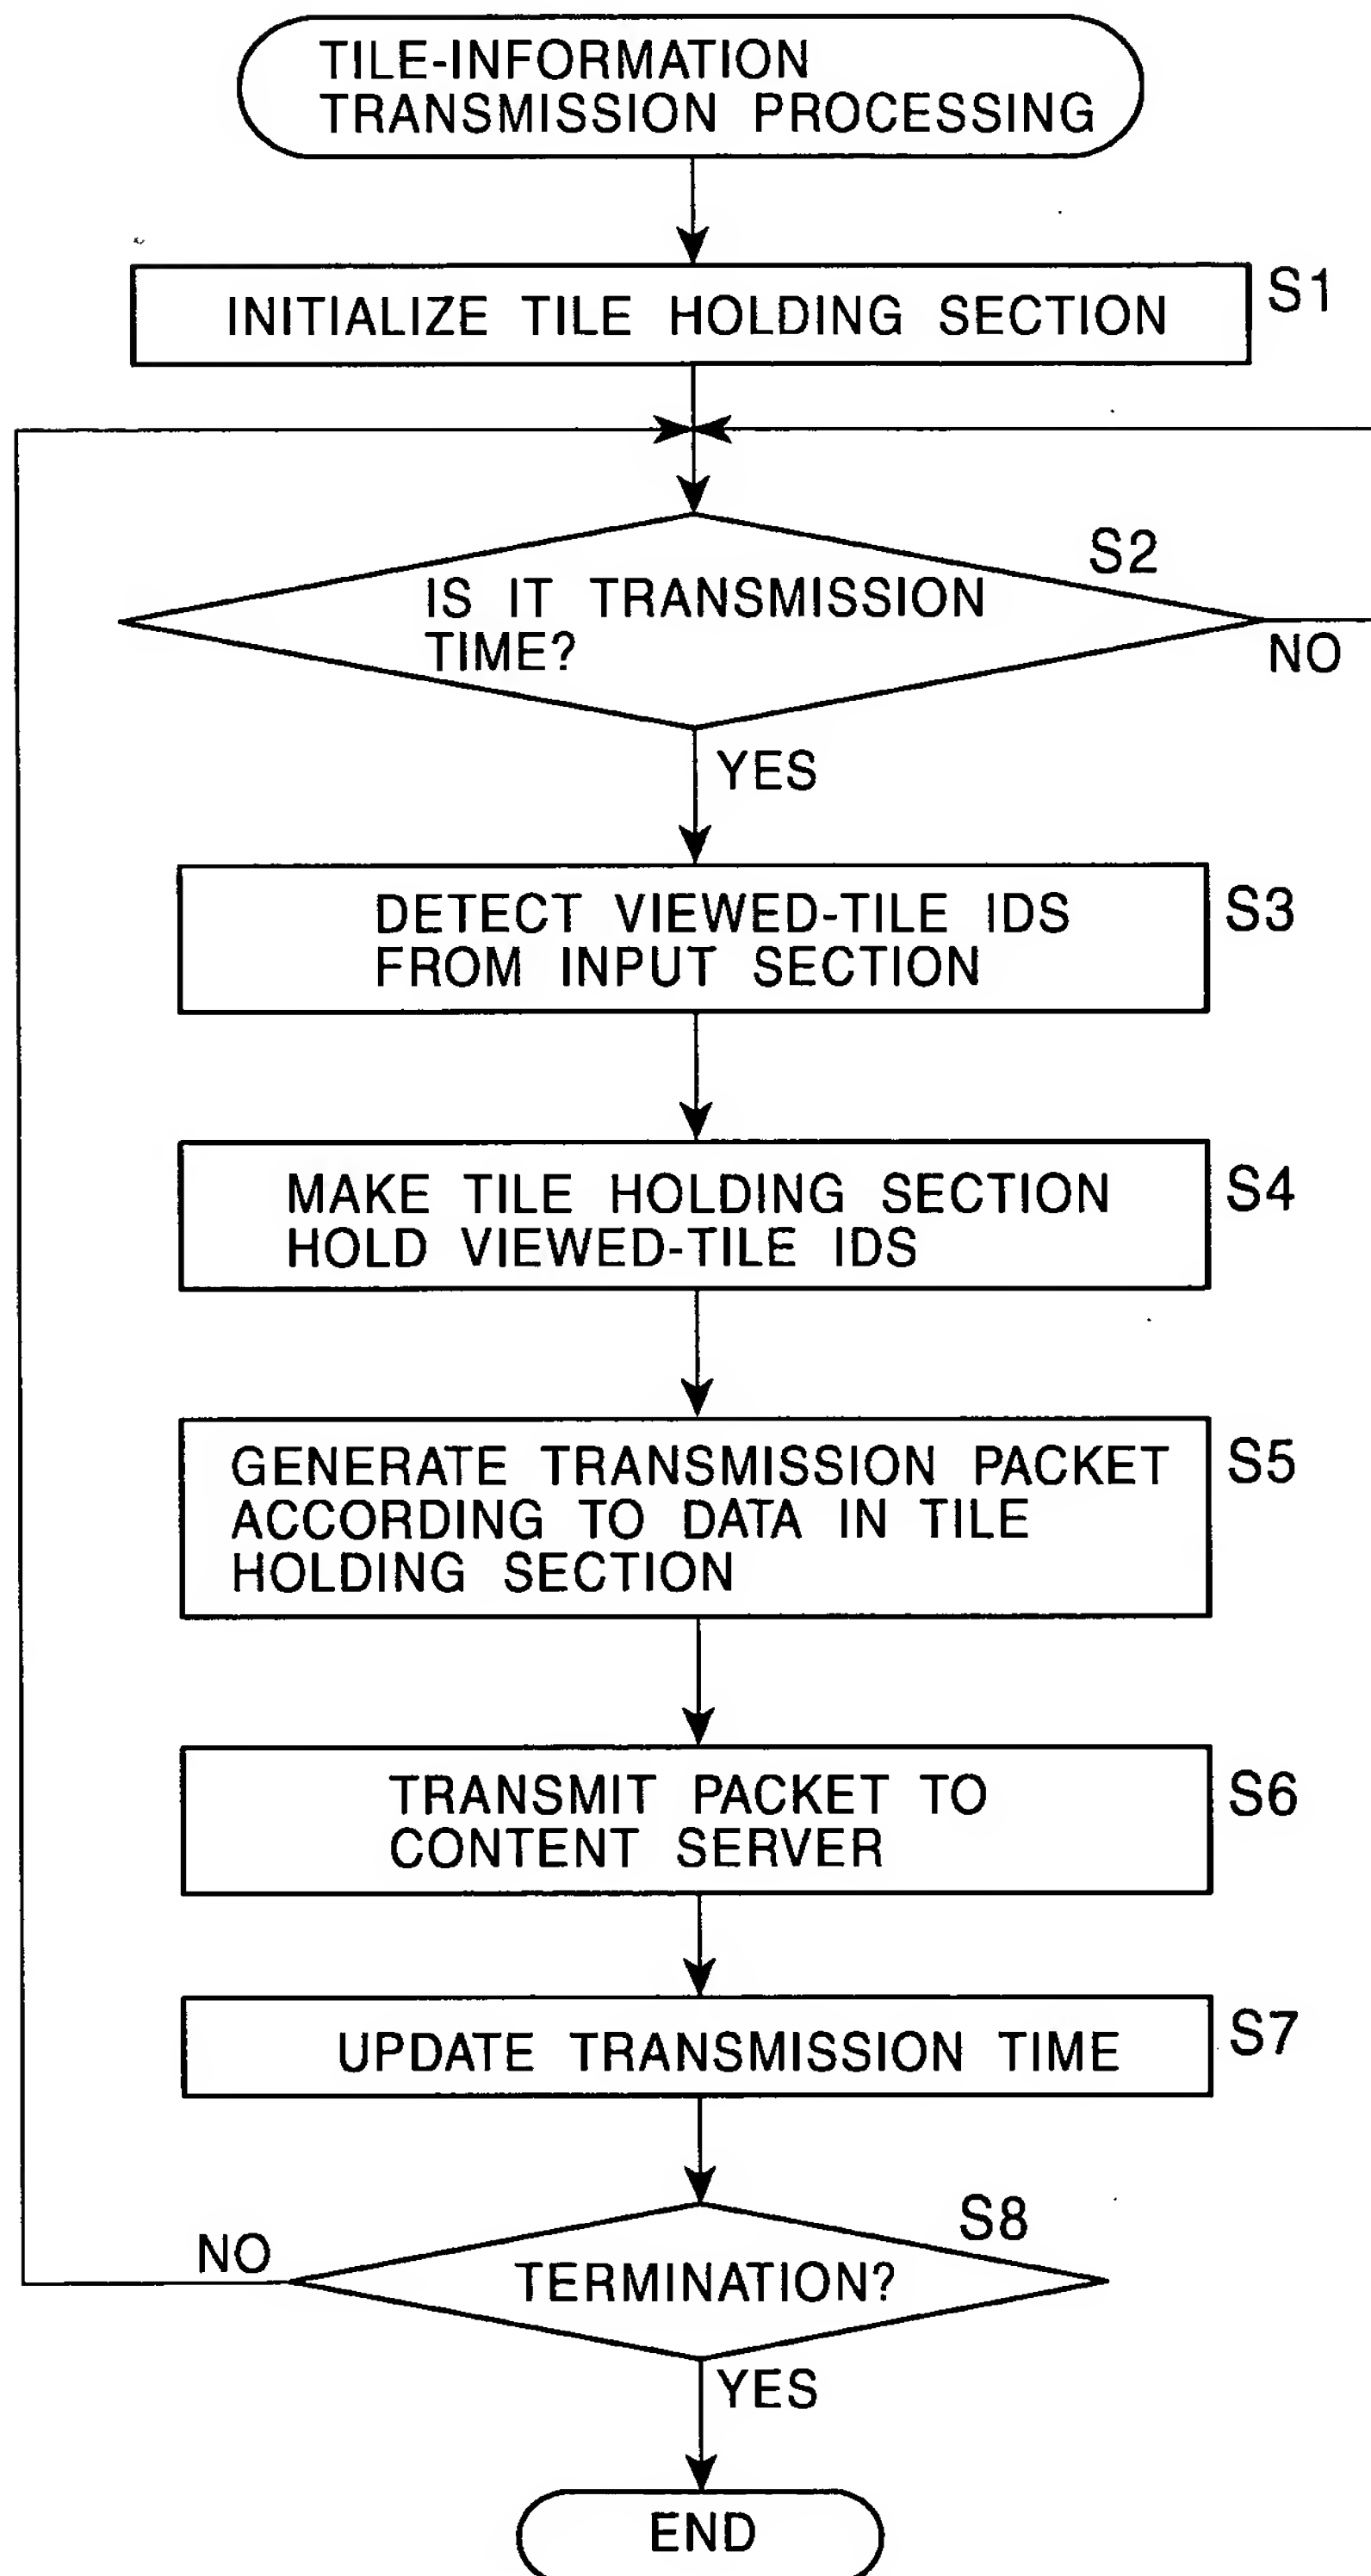 TILE-INFORMATION
TRANSMISSION PROCESSING
INITIALIZE TILE HOLDING SECTION
S1
S2
IS IT TRANSMISSION
TIME?
NO
YES
DETECT VIEWED-TILE IDS
FROM INPUT SECTION
S3
MAKE TILE HOLDING SECTION
HOLD VIEWED-TILE IDS
S4
GENERATE TRANSMISSION PACKET
ACCORDING TO DATA IN TILE
HOLDING SECTION
S5
TRANSMIT PACKET TO
CONTENT SERVER
S6
UPDATE TRANSMISSION TIME
S7
S8
NO
TERMINATION?
YES
END